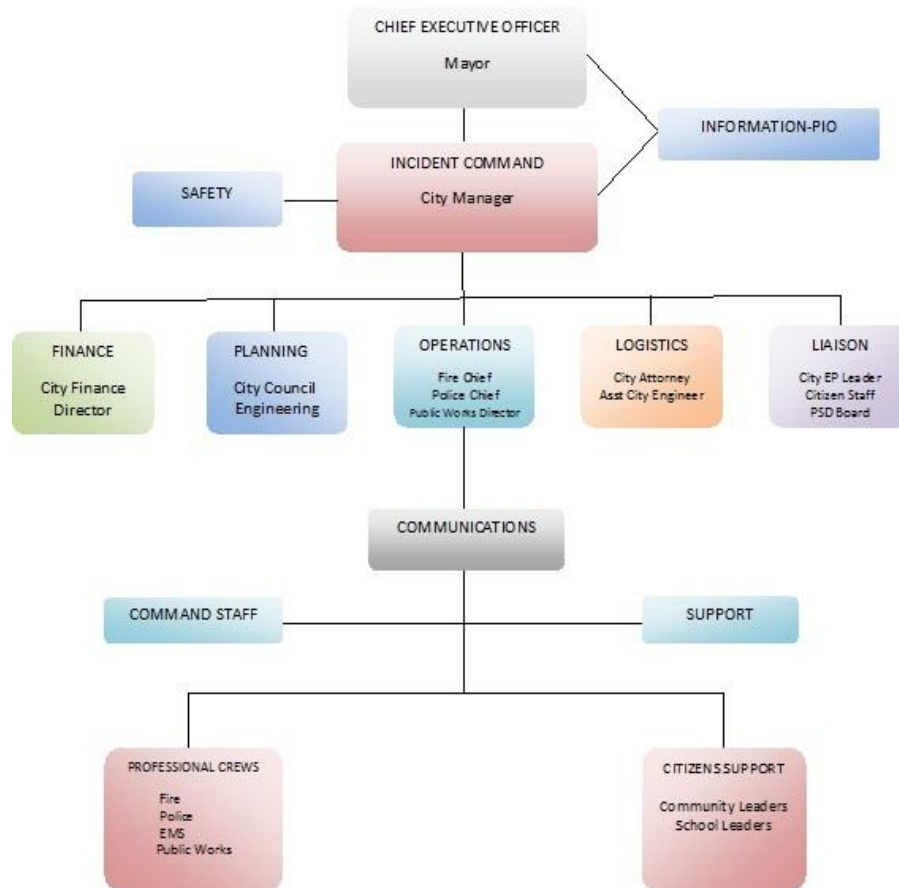 CHIEF EXECUTIVE OFFICER
Mayor
INFORMATION-PIO
INCIDENT COMMAND
City Manager
SAFETY
FINANCE
City Finance
Director
PLANNING
City Council
Engineering
OPERATIONS
Fire Chief
Police Chief
Public Works Director
LOGISTICS
City Attorney
Asst City Engineer
LIAISON
City EP Leader
Citizen Staff
PSD Board
COMMUNICATIONS
COMMAND STAFF
SUPPORT
PROFESSIONAL CREWS
Fire
Police
EMS
Public Works
CITIZENS SUPPORT
Community Leaders
School Leaders